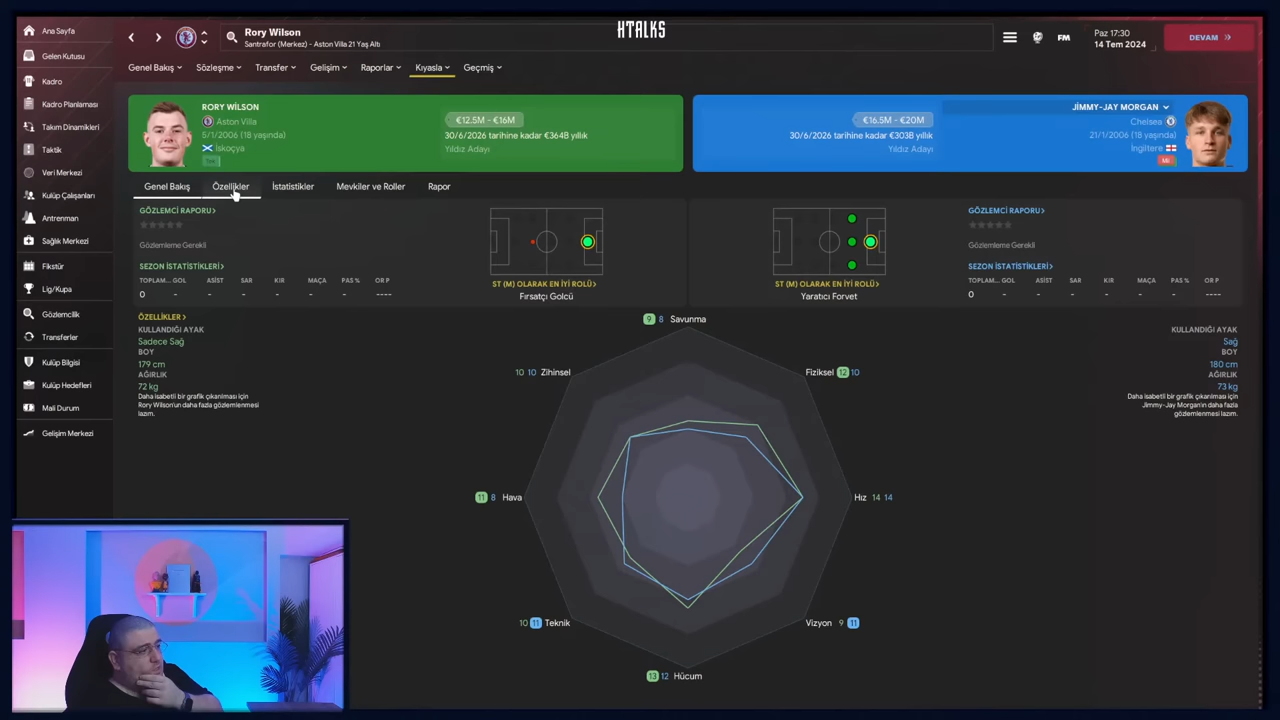 HTALKS
Ana Sayfa
Gelen Kutusu
Kadro
Kadro Planlaması
Takım Dinamikleri
Taktik
Veri Merkezi
Kulüp Çalışanları
Antrenman
Sağlık Merkezi
Fikstür
Lig/Kupa
Gözlemcilik
Transferler
Kulüp Bilgisi
Kulüp Hedefleri
Mali Durum
Gelişim Merkezi
Rory Wilson
Santrafor (Merkez) - Aston Villa 21 Yaş Altı
FM
Paz 17:30
14 Tem 2024
DEVAM
Genel Bakış
Sözleşme
Transfer
Gelişim
Raporlar
Kıyasla
Geçmiş
RORY WİLSON
Aston Villa
5/1/2006 (18 yaşında)
İskoçya
€12.5M - €16M
30/6/2026 tarihine kadar €364B yıllık
Yıldız Adayı
€16.5M - €20M
30/6/2026 tarihine kadar €303B yıllık
Yıldız Adayı
JİMMY-JAY MORGAN
Chelsea
21/1/2006 (18 yaşında)
İngiltere
Genel Bakış
Özellikler
İstatistikler
Mevkiler ve Roller
Rapor
GÖZLEMCİ RAPORU>
Gözlemleme Gerekli
SEZON İSTATİSTİKLERİ>
TOPLAM... GOL ASİST SAR KIR MAÇA PAS % OR P
0 - - - - - - ----
ST (M) OLARAK EN İYİ ROLÜ>
Fırsatçı Golcü
ST (M) OLARAK EN İYİ ROLÜ>
Yaratıcı Forvet
GÖZLEMCİ RAPORU>
Gözlemleme Gerekli
SEZON İSTATİSTİKLERİ>
TOPLAM... GOL ASİST SAR KIR MAÇA PAS % OR P
0 - - - - - - ----
ÖZELLİKLER>
KULLANDIĞI AYAK
Sadece Sağ
BOY
179 cm
AĞIRLIK
72 kg
Daha isabetli bir grafik çıkarılması için
Rory Wilson'un daha fazla gözlemlenmesi
lazım.
9 8 Savunma
Fiziksel 12 10
Hız 14 14
Vizyon 9 11
13 12 Hücum
10 11 Teknik
11 8 Hava
10 10 Zihinsel
KULLANDIĞI AYAK
Sağ
BOY
180 cm
AĞIRLIK
73 kg
Daha isabetli bir grafik çıkarılması için
Jimmy-Jay Morgan'ın daha fazla
gözlemlenmesi lazım.